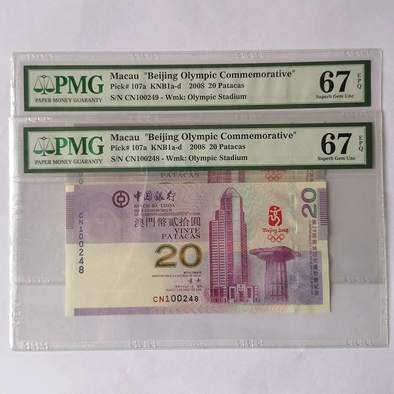 PMG
PAPER MONEY GUARANTY
Macau "Beijing Olympic Commemorative"
Pick# 107a KNB1a-d 2008 20 Patacas
S/N CN100249 - Wmk: Olympic Stadium
67 EPQ
Superb Gem Unc
PMG
PAPER MONEY GUARANTY
Macau "Beijing Olympic Commemorative"
Pick# 107a KNB1a-d 2008 20 Patacas
S/N CN100248 - Wmk: Olympic Stadium
67 EPQ
Superb Gem Unc
中國銀行
澳門幣貳拾圓
VINTE
PATACAS
20
CN100248
CN100248
Beijing 2008
20